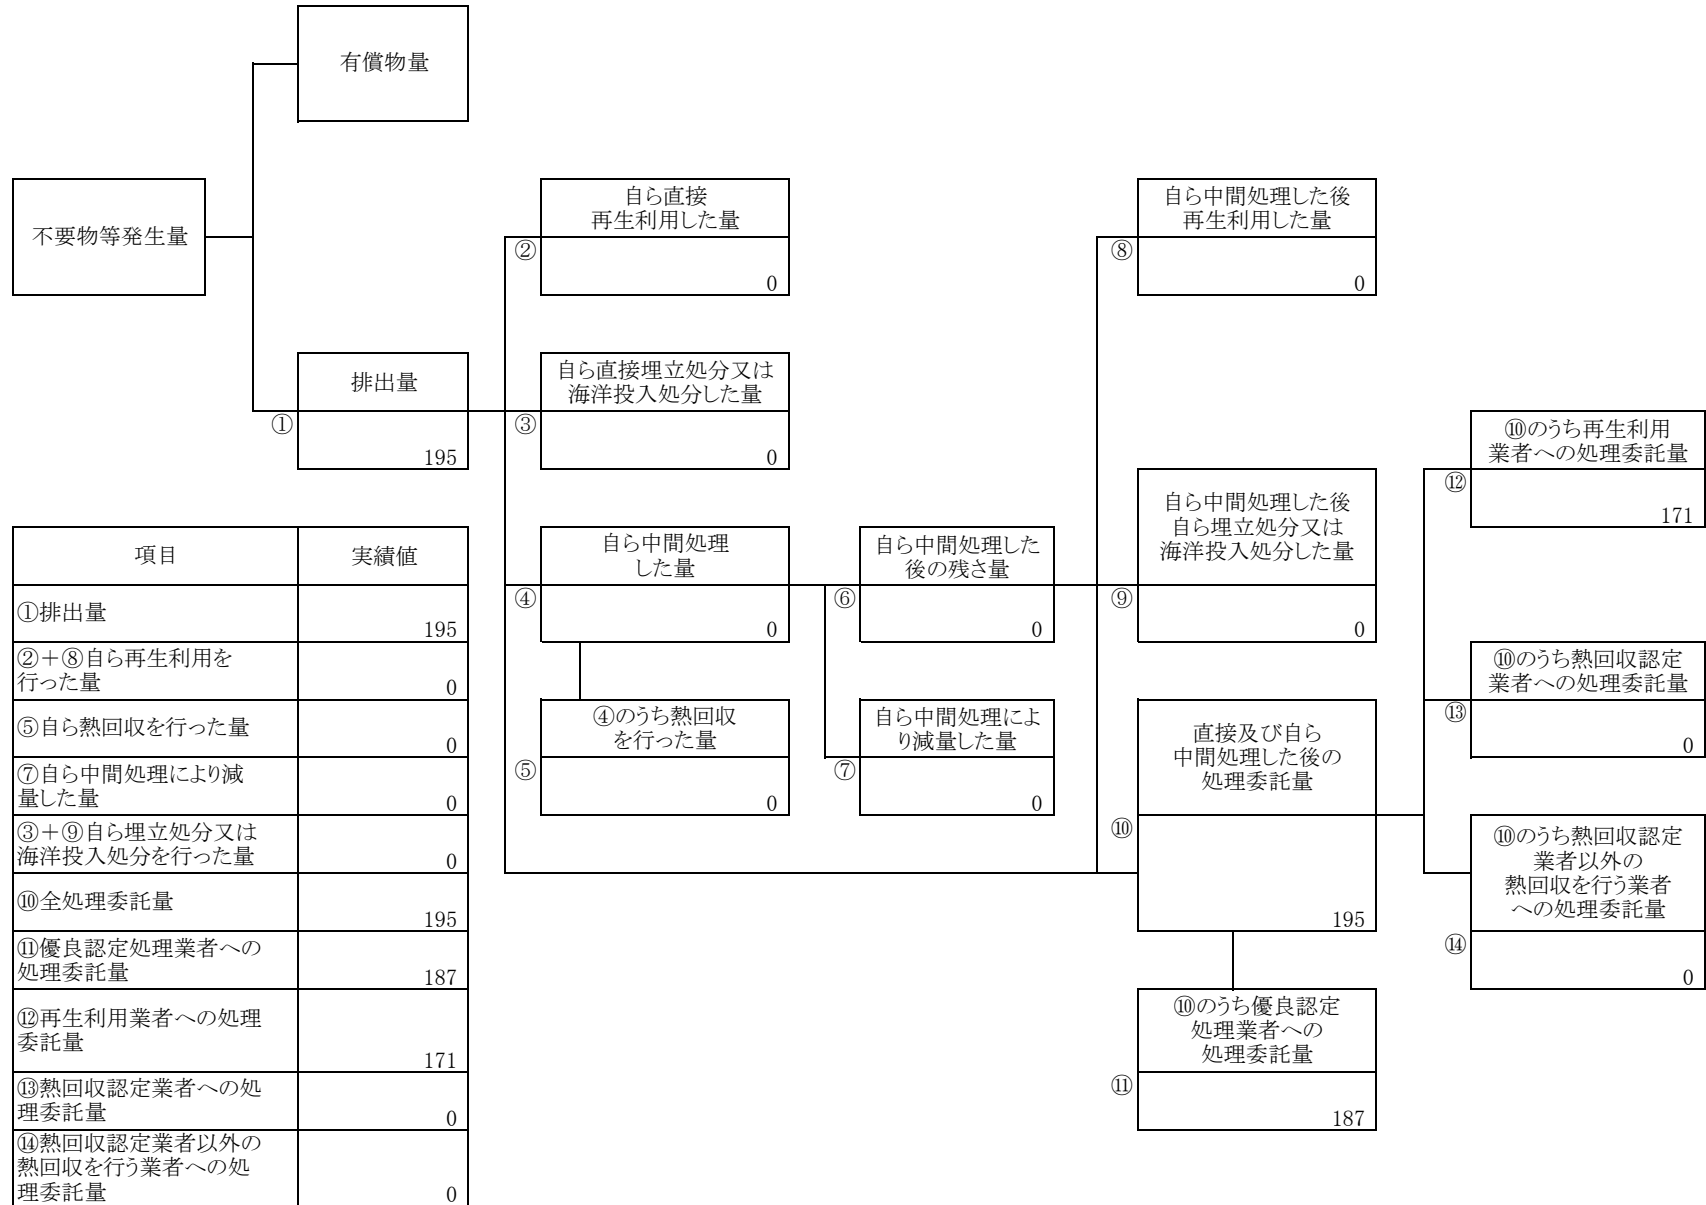 有償物量
不要物等発生量
自ら直接
再生利用した量
②
0
自ら中間処理した後
再生利用した量
⑧
0
排出量
①
195
自ら直接埋立処分又は
海洋投入処分した量
③
0
⑩のうち再生利用
業者への処理委託量
⑫
171
自ら中間処理
した量
④
0
自ら中間処理した
後の残さ量
⑥
0
自ら中間処理した後
自ら埋立処分又は
海洋投入処分した量
⑨
0
⑩のうち熱回収認定
業者への処理委託量
⑬
0
④のうち熱回収
を行った量
⑤
0
自ら中間処理によ
り減量した量
⑦
0
直接及び自ら
中間処理した後の
処理委託量
⑩
195
⑩のうち熱回収認定
業者以外の
熱回収を行う業者
への処理委託量
⑭
0
⑩のうち優良認定
処理業者への
処理委託量
⑪
187
項目 実績値
①排出量
195
②＋⑧自ら再生利用を
行った量
0
⑤自ら熱回収を行った量
0
⑦自ら中間処理により減
量した量
0
③＋⑨自ら埋立処分又は
海洋投入処分を行った量
0
⑩全処理委託量
195
⑪優良認定処理業者への
処理委託量
187
⑫再生利用業者への処理
委託量
171
⑬熱回収認定業者への処
理委託量
0
⑭熱回収認定業者以外の
熱回収を行う業者への処
理委託量
0